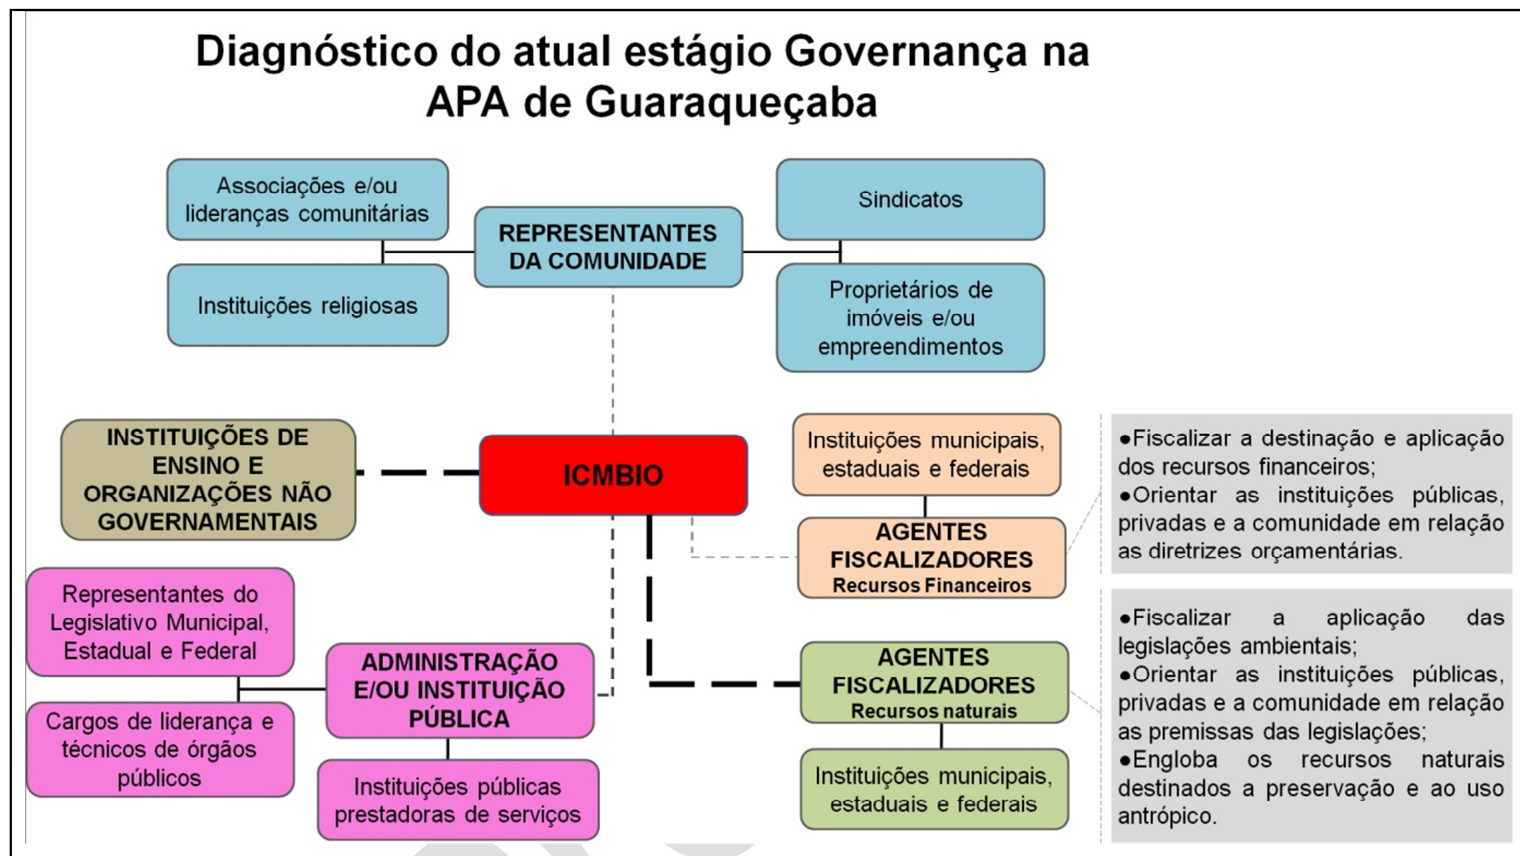 Diagnóstico do atual estágio Governança na
APA de Guaraqueçaba
Associações e/ou
lideranças comunitárias
Instituições religiosas
REPRESENTANTES
DA COMUNIDADE
Sindicatos
Proprietários de
imóveis e/ou
empreendimentos
INSTITUIÇÕES DE
ENSINO E
ORGANIZAÇÕES NÃO
GOVERNAMENTAIS
ICMBIO
Instituições municipais,
estaduais e federais
AGENTES
FISCALIZADORES
Recursos Financeiros
●Fiscalizar a destinação e aplicação
dos recursos financeiros;
●Orientar as instituições públicas,
privadas e a comunidade em relação
as diretrizes orçamentárias.
Representantes do
Legislativo Municipal,
Estadual e Federal
Cargos de liderança e
técnicos de órgãos
públicos
ADMINISTRAÇÃO
E/OU INSTITUIÇÃO
PÚBLICA
Instituições públicas
prestadoras de serviços
AGENTES
FISCALIZADORES
Recursos naturais
Instituições municipais,
estaduais e federais
●Fiscalizar a aplicação das
legislações ambientais;
●Orientar as instituições públicas,
privadas e a comunidade em relação
as premissas das legislações;
●Engloba os recursos naturais
destinados a preservação e ao uso
antrópico.